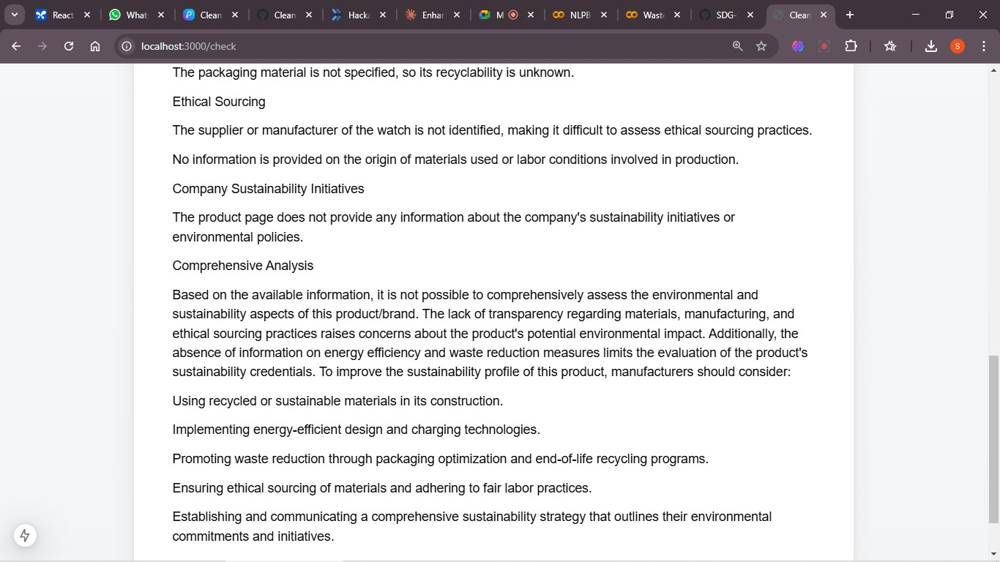 React
What
Clean
Clean
Hacka
Enhan
M
NLPB
Wast
SDG-
Clean
localhost:3000/check
S
The packaging material is not specified, so its recyclability is unknown.
Ethical Sourcing
The supplier or manufacturer of the watch is not identified, making it difficult to assess ethical sourcing practices.
No information is provided on the origin of materials used or labor conditions involved in production.
Company Sustainability Initiatives
The product page does not provide any information about the company's sustainability initiatives or
environmental policies.
Comprehensive Analysis
Based on the available information, it is not possible to comprehensively assess the environmental and
sustainability aspects of this product/brand. The lack of transparency regarding materials, manufacturing, and
ethical sourcing practices raises concerns about the product's potential environmental impact. Additionally, the
absence of information on energy efficiency and waste reduction measures limits the evaluation of the product's
sustainability credentials. To improve the sustainability profile of this product, manufacturers should consider:
Using recycled or sustainable materials in its construction.
Implementing energy-efficient design and charging technologies.
Promoting waste reduction through packaging optimization and end-of-life recycling programs.
Ensuring ethical sourcing of materials and adhering to fair labor practices.
Establishing and communicating a comprehensive sustainability strategy that outlines their environmental
commitments and initiatives.